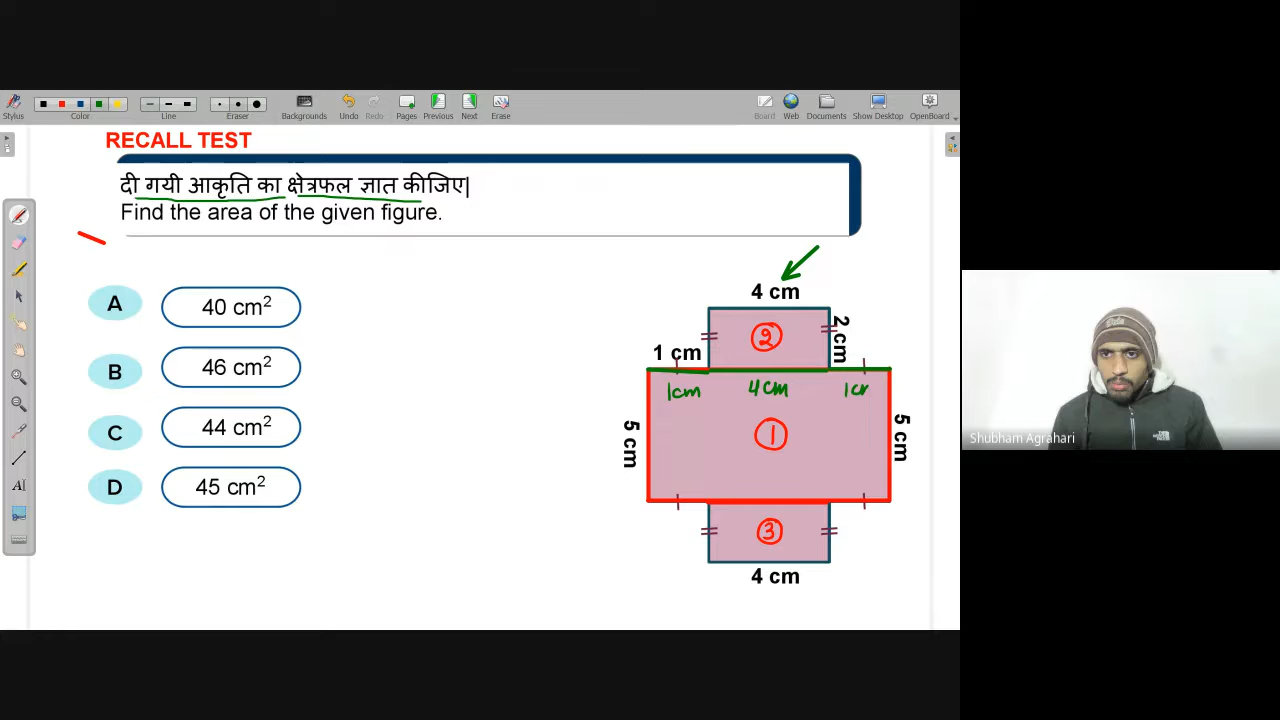 Stylus
Color
Line
Eraser
Backgrounds
Undo
Redo
Pages
Previous
Next
Erase
Board
Web
Documents
Show Desktop
OpenBoard
RECALL TEST
दी गयी आकृति का क्षेत्रफल ज्ञात कीजिए|
Find the area of the given figure.
A 40 cm²
B 46 cm²
C 44 cm²
D 45 cm²
4 cm
2 cm
2
1 cm
1cm 4cm 1c
5 cm
1
5 cm
3
4 cm
Shubham Agrahari